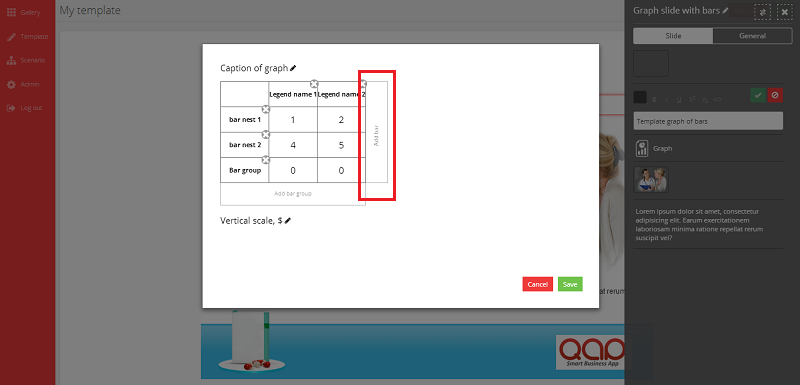 Gallery
Template
Scenario
Admin
Log out
My template
Caption of graph
Legend name 1
Legend name 2
bar nest 1
1
2
bar nest 2
4
5
Bar group
0
0
Add bar
Add bar group
Vertical scale, $
Cancel
Save
at rerum
QAP
Smart Business App
Graph slide with bars
Slide
General
Template graph of bars
Graph
Lorem ipsum dolor sit amet, consectetur
adipisicing elit. Earum exercitationem
laboriosam minima ratione repellat rerum
suscipit vel?